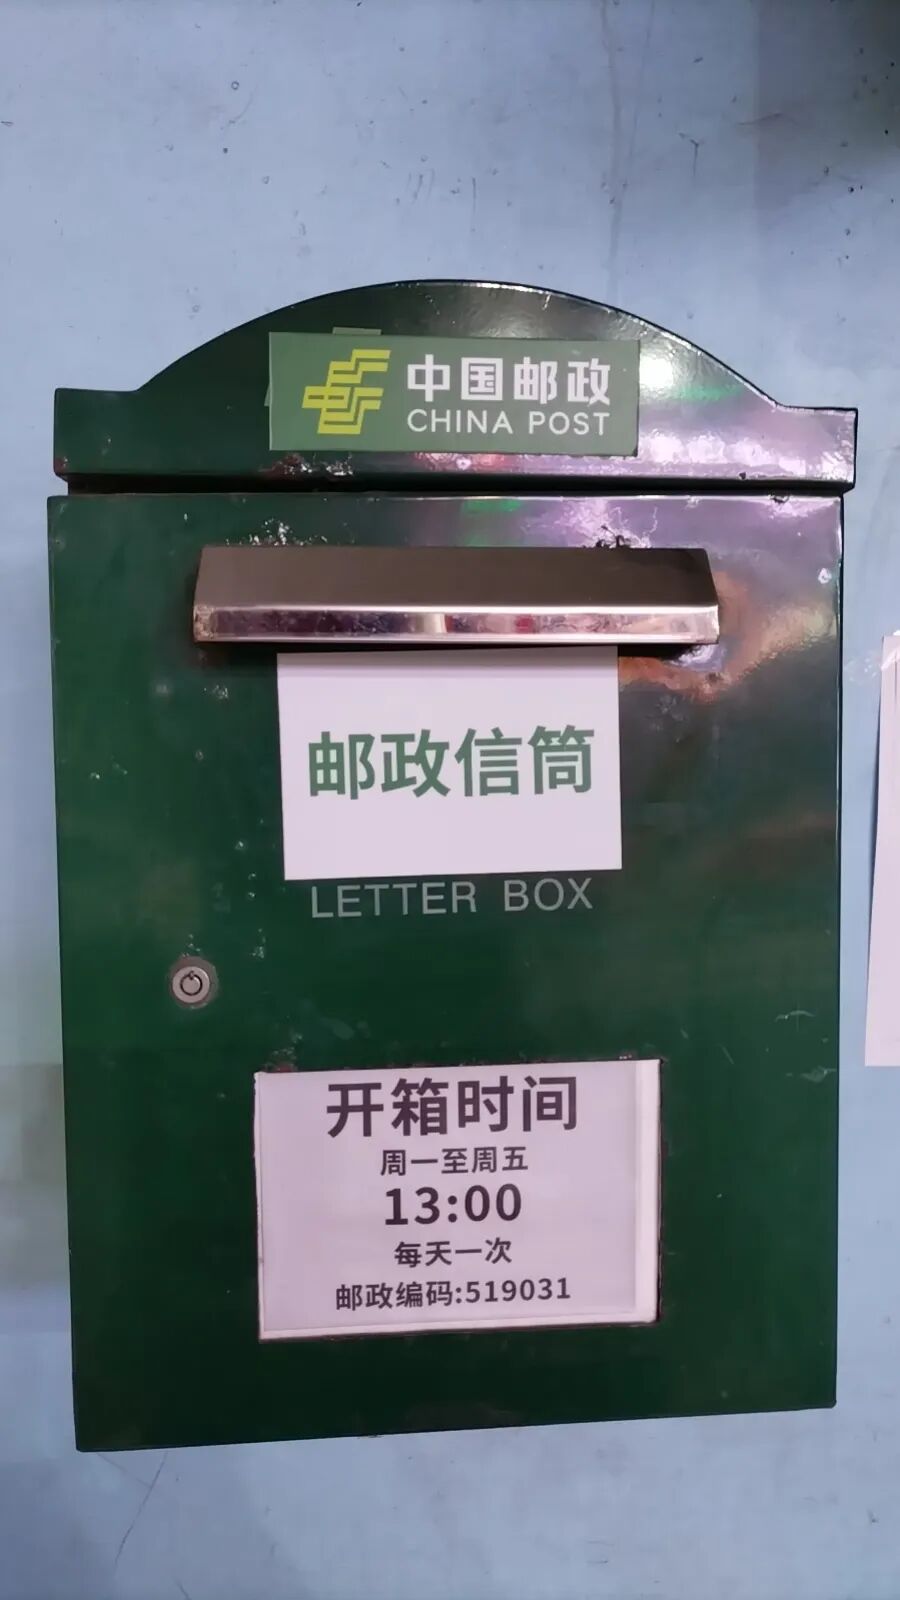 中国邮政
CHINA POST
邮政信筒
LETTER BOX
开箱时间
周一至周五
13:00
每天一次
邮政编码:519031